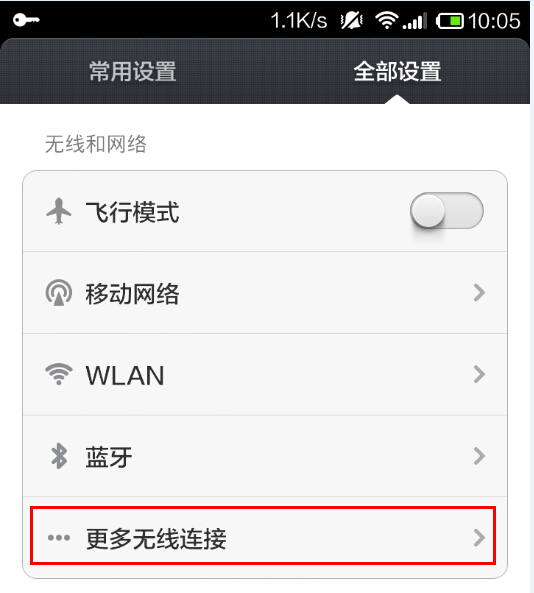 1.1K/s 10:05
常用设置 全部设置
无线和网络
飞行模式
移动网络
WLAN
蓝牙
更多无线连接